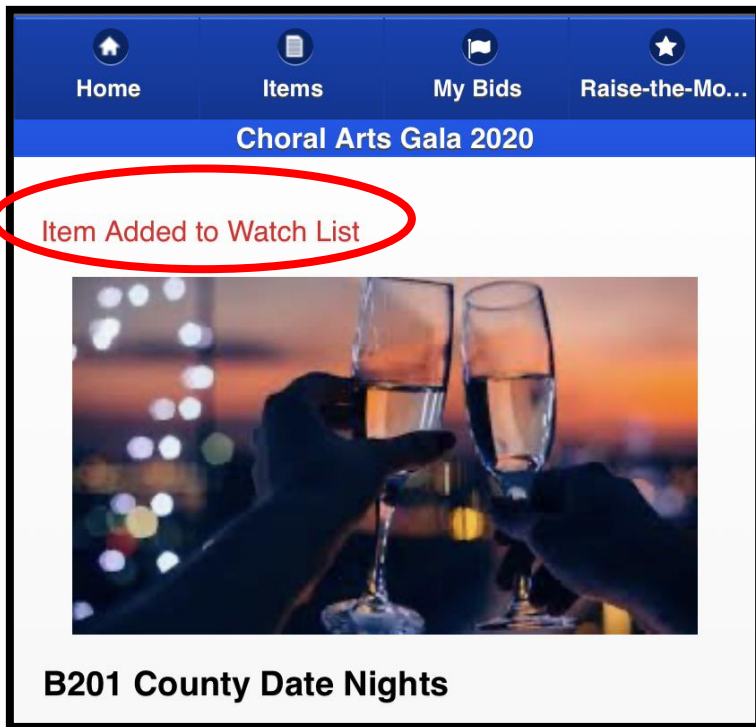 Home Items My Bids Raise-the-Mo...
Choral Arts Gala 2020
Item Added to Watch List
B201 County Date Nights